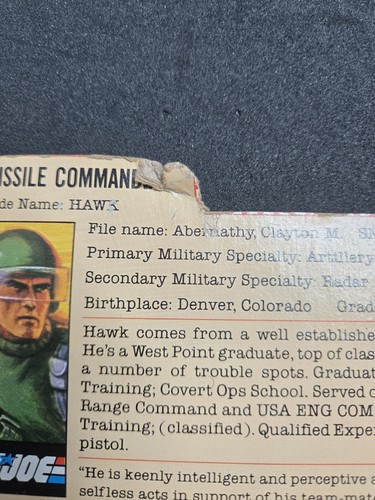 ISSILE COMMAND
de Name: HAWK
File name: Abernathy, Clayton M. SN
Primary Military Specialty: Artillery
Secondary Military Specialty: Radar
Birthplace: Denver, Colorado Grad
Hawk comes from a well establishe
He's a West Point graduate, top of clas
a number of trouble spots. Graduat
Training; Covert Ops School. Served o
Range Command and USA ENG COM
Training; (classified). Qualified Expe
pistol.
G.I.JOE
"He is keenly intelligent and perceptive a
selfless acts in support of his team-mat